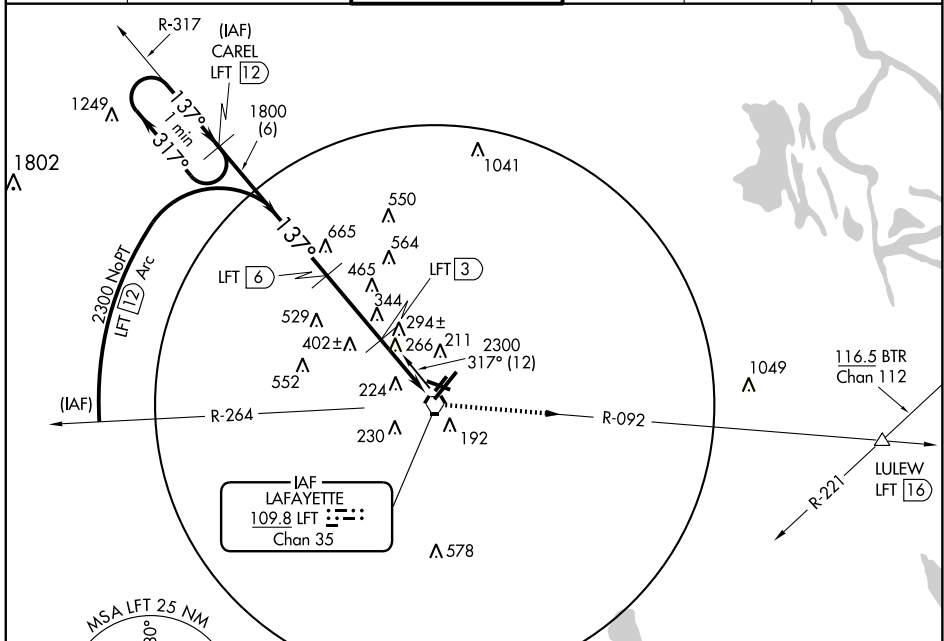 R-317
(IAF)
CAREL
LFT 12
1249
137°
1 min
317°
1800
(6)
1802
1041
550
665
564
137°
LFT 6
465
LFT 3
344
2300 NoPT
LFT 12 Arc
529
294±
402±
266
211
2300
317° (12)
552
224
1049
116.5 BTR
Chan 112
(IAF)
R-264
R-092
230
192
LULEW
LFT 16
R-221
IAF
LAFAYETTE
109.8 LFT
Chan 35
578
MSA LFT 25 NM